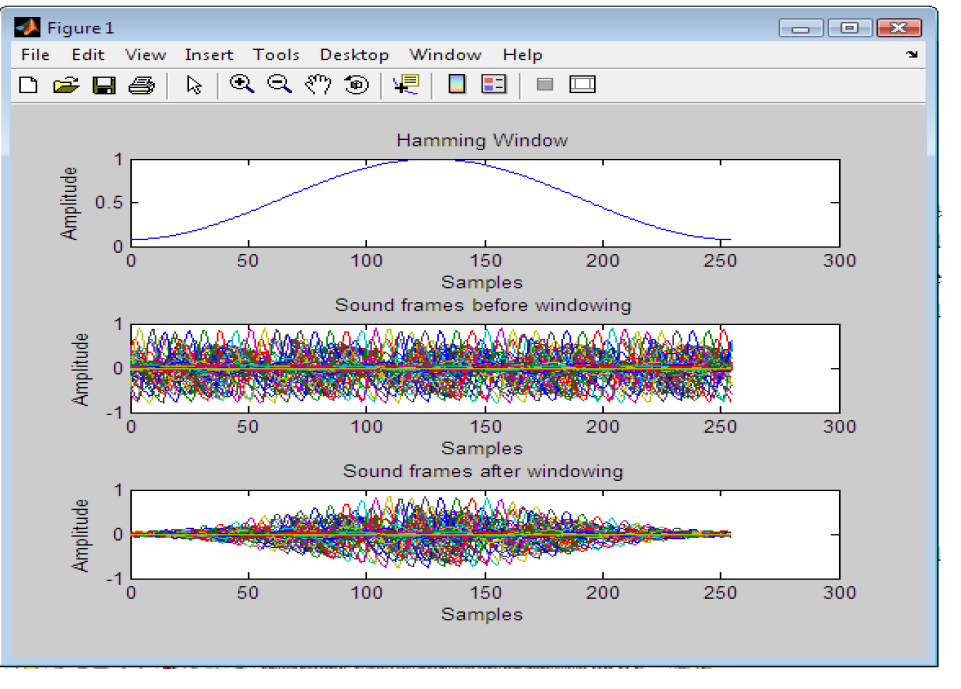 Figure 1
File Edit View Insert Tools Desktop Window Help
Hamming Window
Amplitude
1
0.5
0
0 50 100 150 200 250 300
Samples
Sound frames before windowing
Amplitude
1
0
-1
0 50 100 150 200 250 300
Samples
Sound frames after windowing
Amplitude
1
0
-1
0 50 100 150 200 250 300
Samples